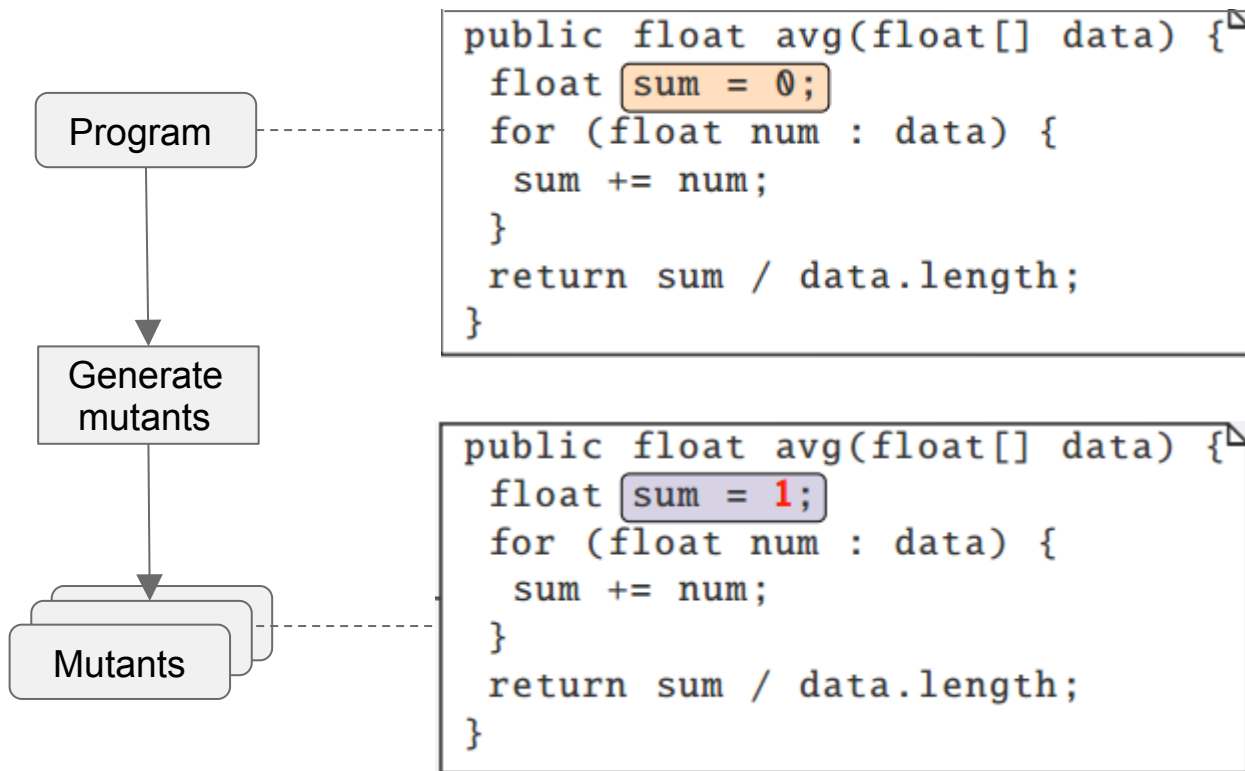 Program
public float avg(float[] data) {
float sum = 0;
for (float num : data) {
sum += num;
}
return sum / data.length;
}
Generate
mutants
Mutants
public float avg(float[] data) {
float sum = 1;
for (float num : data) {
sum += num;
}
return sum / data.length;
}